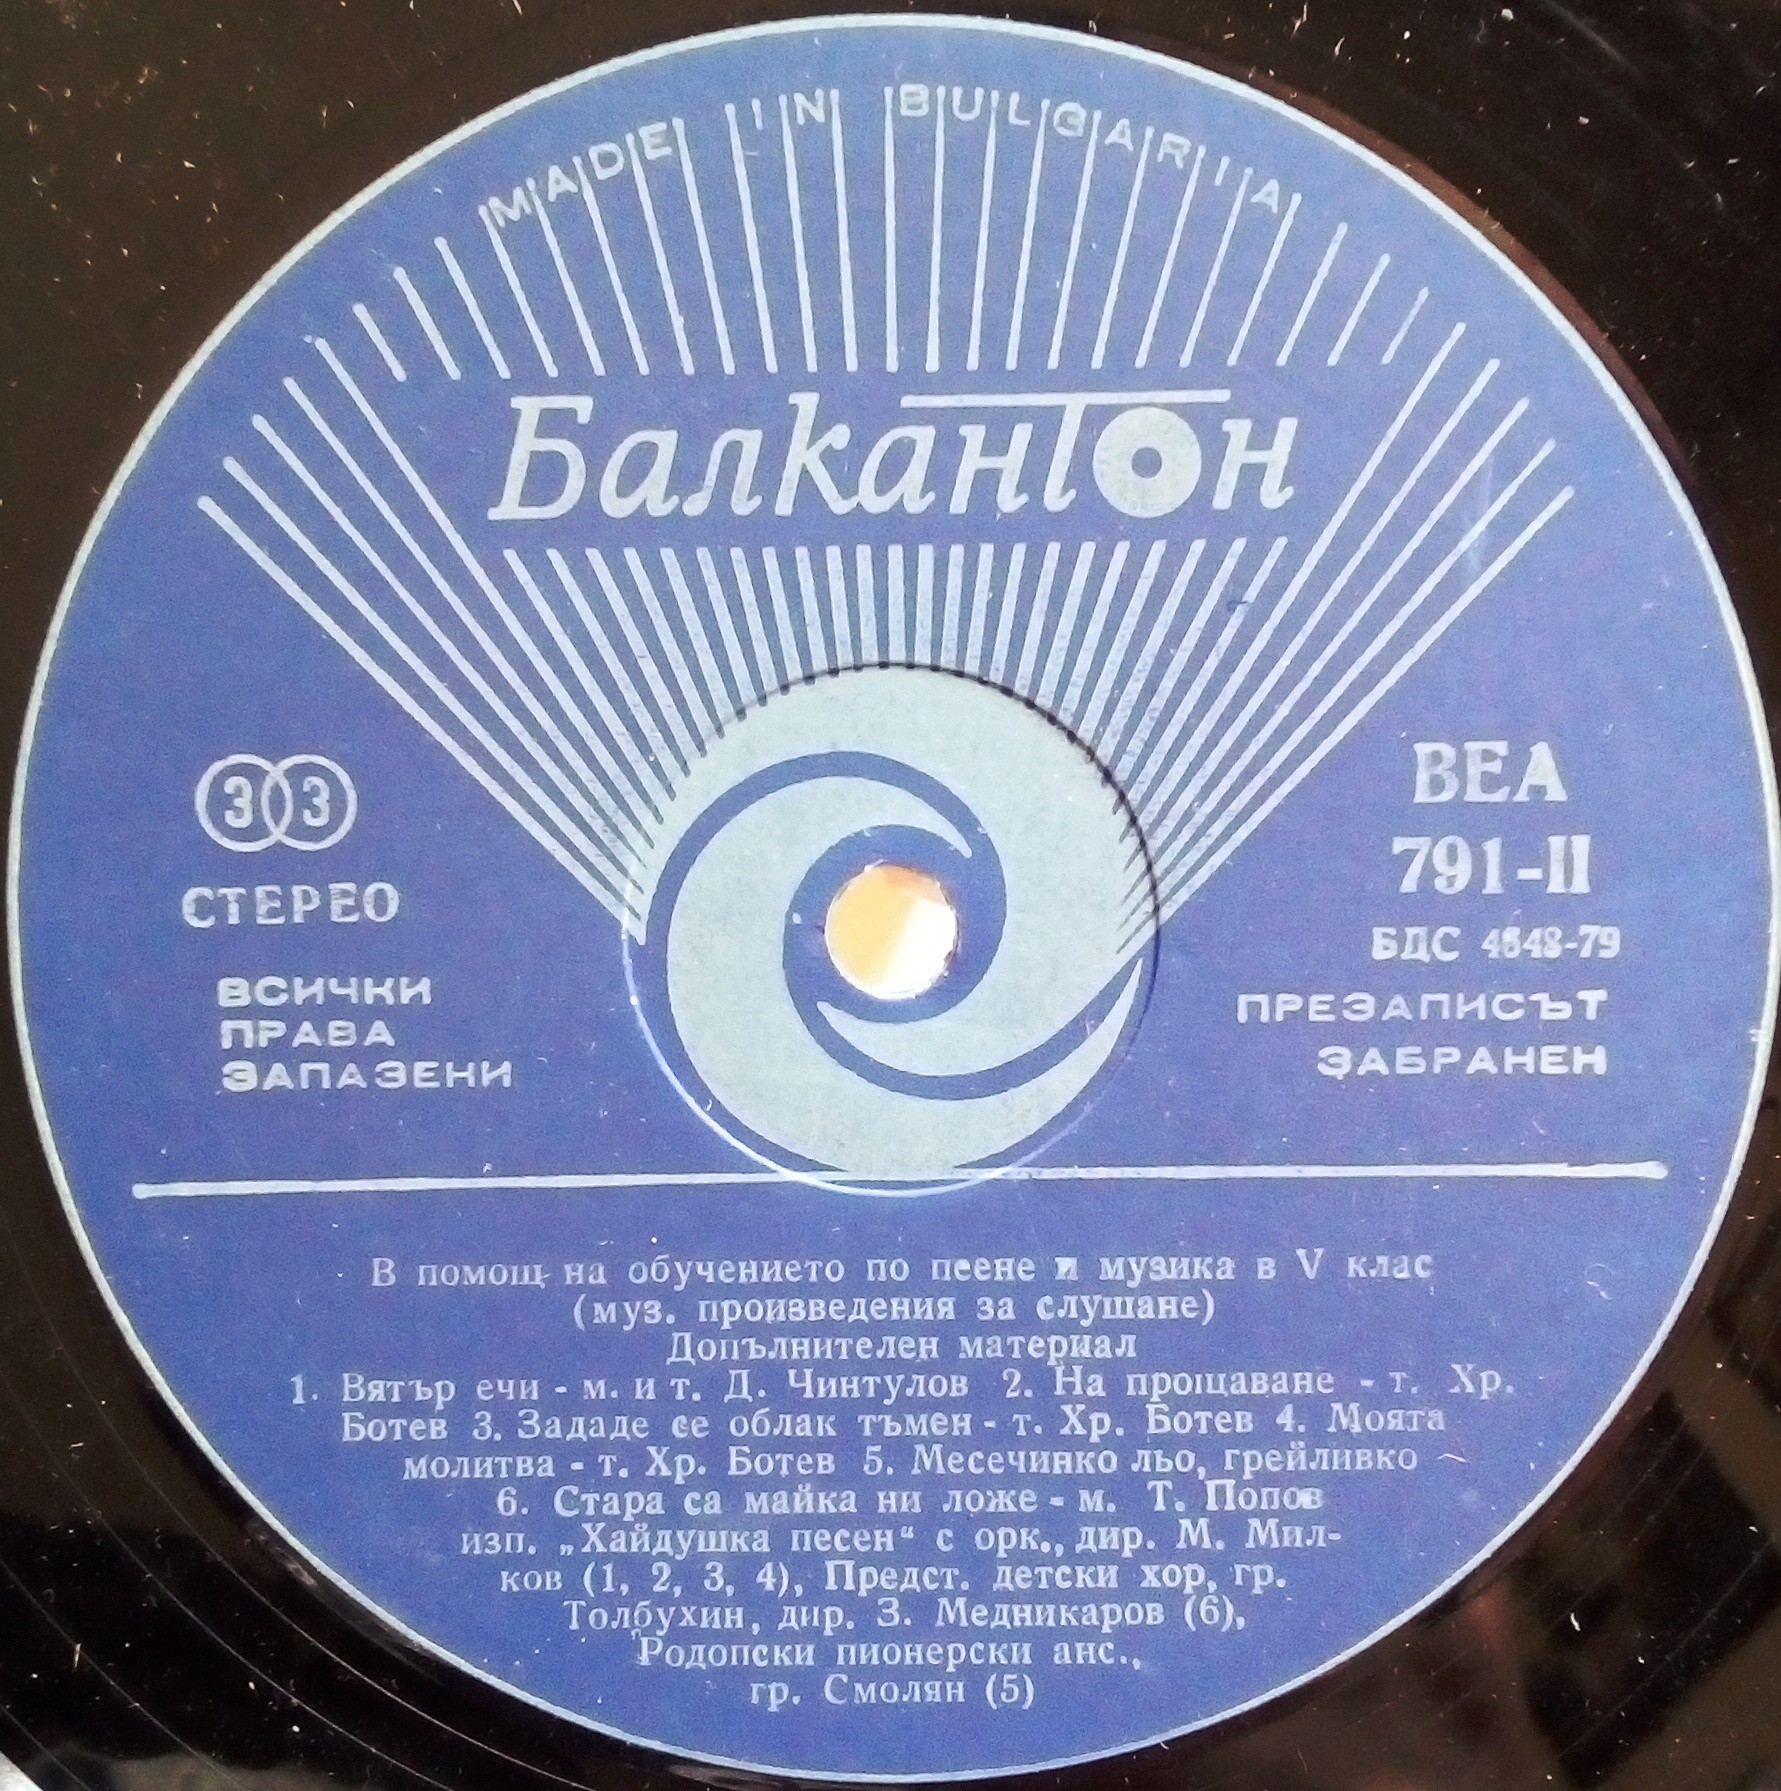 MADE IN BULGARIA
Балкантон
33
СТЕРЕО
ВСИЧКИ
ПРАВА
ЗАПАЗЕНИ
ВЕА
791-II
БДС
ПРЕЗАПИСЪТ
ЗАБРАНЕН
В помощ на обучението по пеене и музика в V клас
(муз. произведения за слушане)
Допълнителен материал
1. Вятър ечи - м. и т. Д. Чинтулов 2. На прощаване - т. Хр.
Ботев 3. Зададе се облак тъмен - т. Хр. Ботев 4. Моята
молитва - т. Хр. Ботев 5. Месечинко льо, грейливко
6. Стара са майка ни ложе - м. Т. Попов
изп. „Хайдушка песен“ с орк., дир. М. Мил-
ков (1, 2, 3, 4), Предст. детски хор, гр.
Толбухин, дир. З. Медникаров (6),
Родопски пионерски анс.,
гр. Смолян (5)